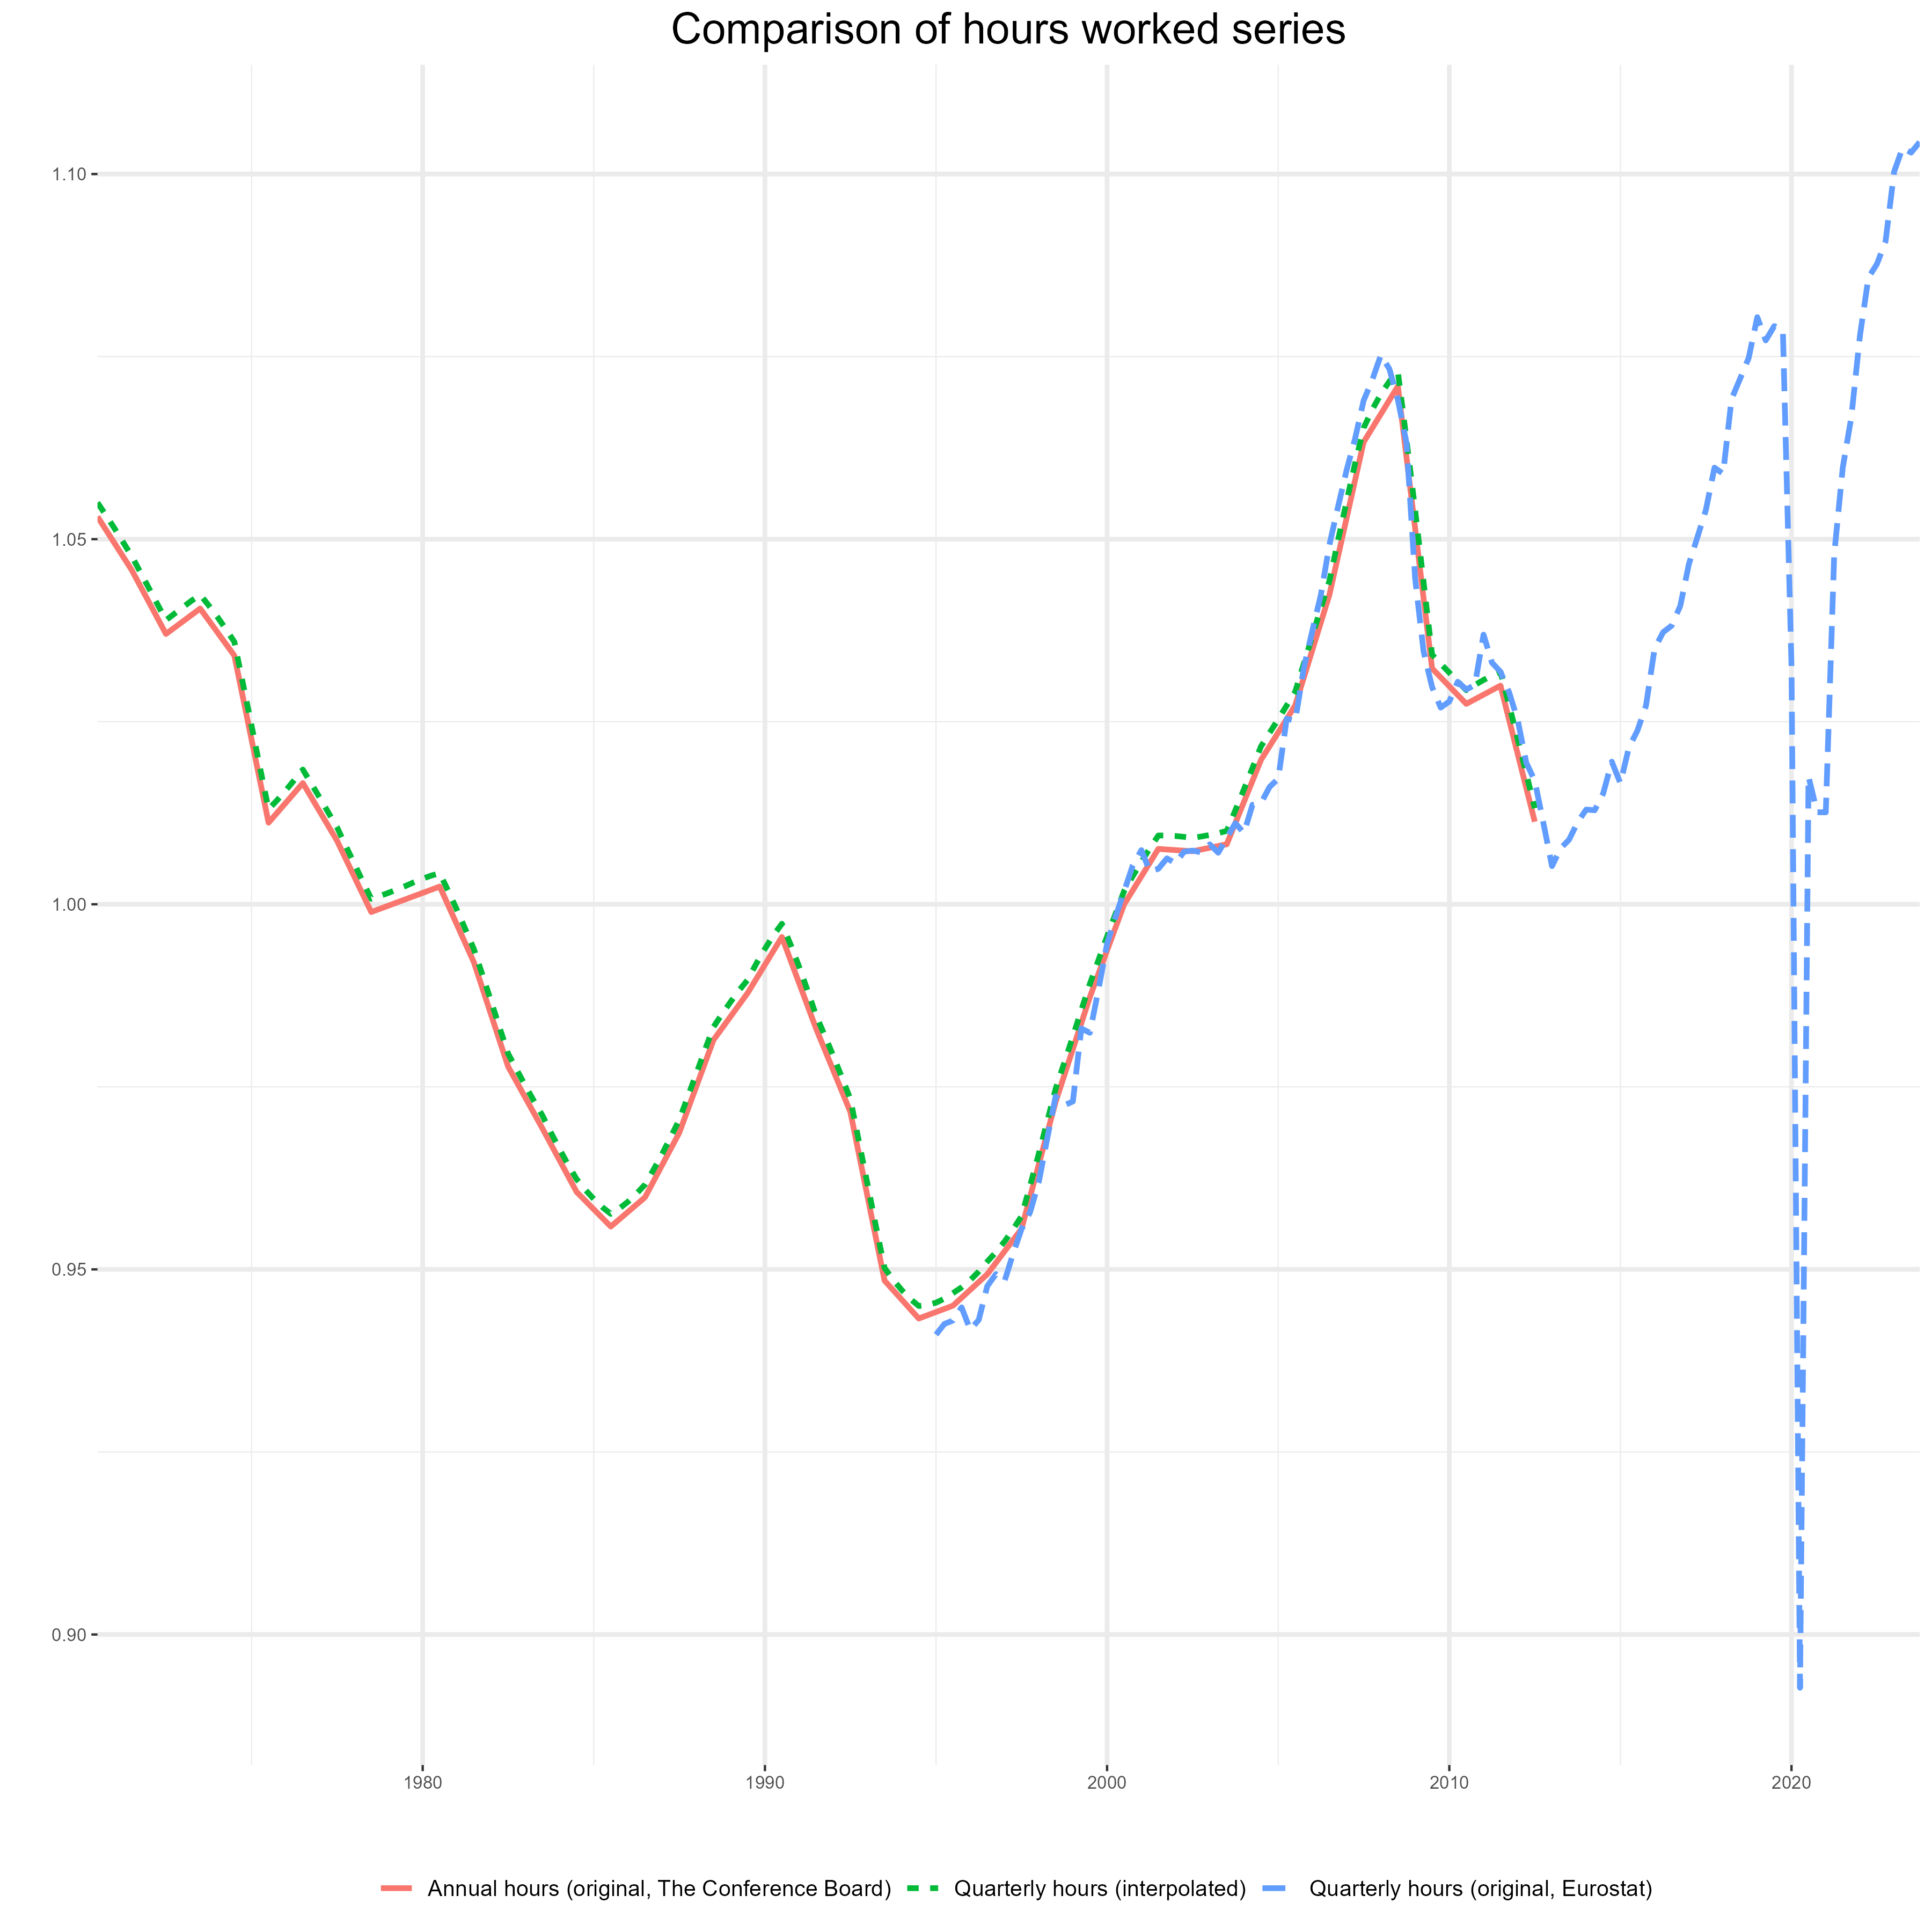 Comparison of hours worked series
1.10
1.05
1.00
0.95
0.90
1980 1990 2000 2010 2020
Annual hours (original, The Conference Board) Quarterly hours (interpolated) Quarterly hours (original, Eurostat)